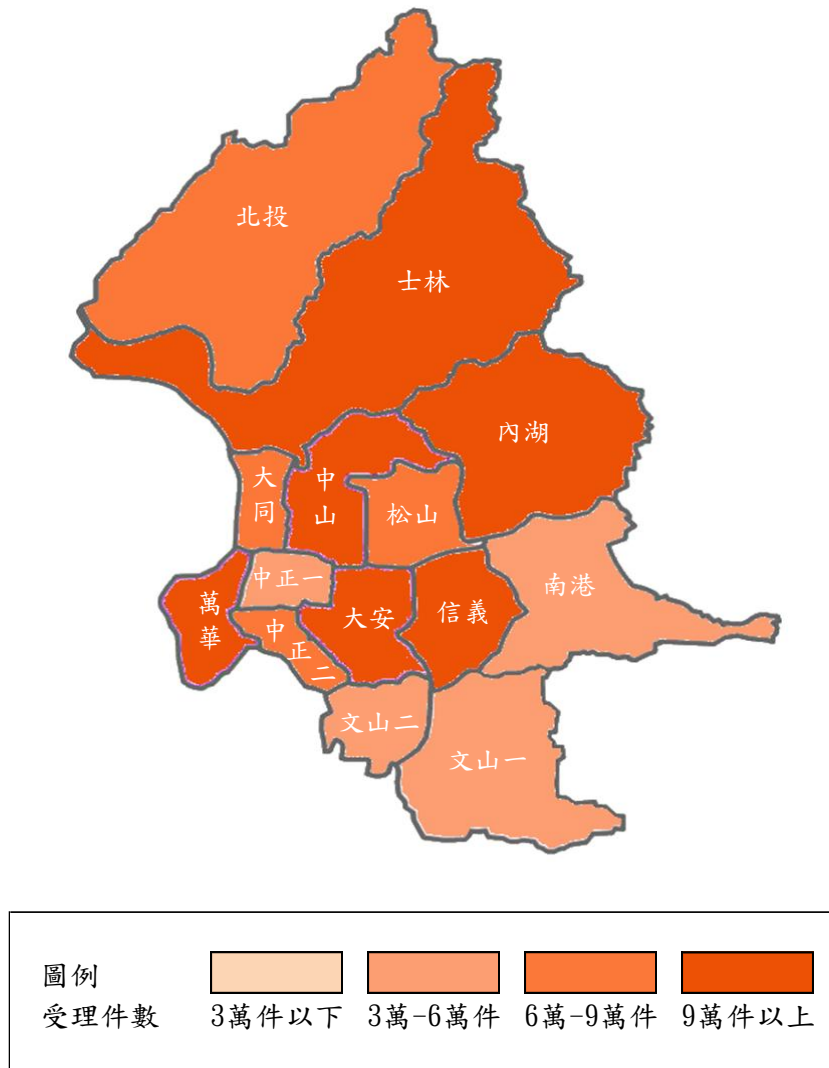 北投
士林
內湖
大同
中山
松山
中正一
南港
萬華
大安
信義
中正二
文山二
文山一
圖例
3萬件以下 3萬-6萬件 6萬-9萬件 9萬件以上
受理件數